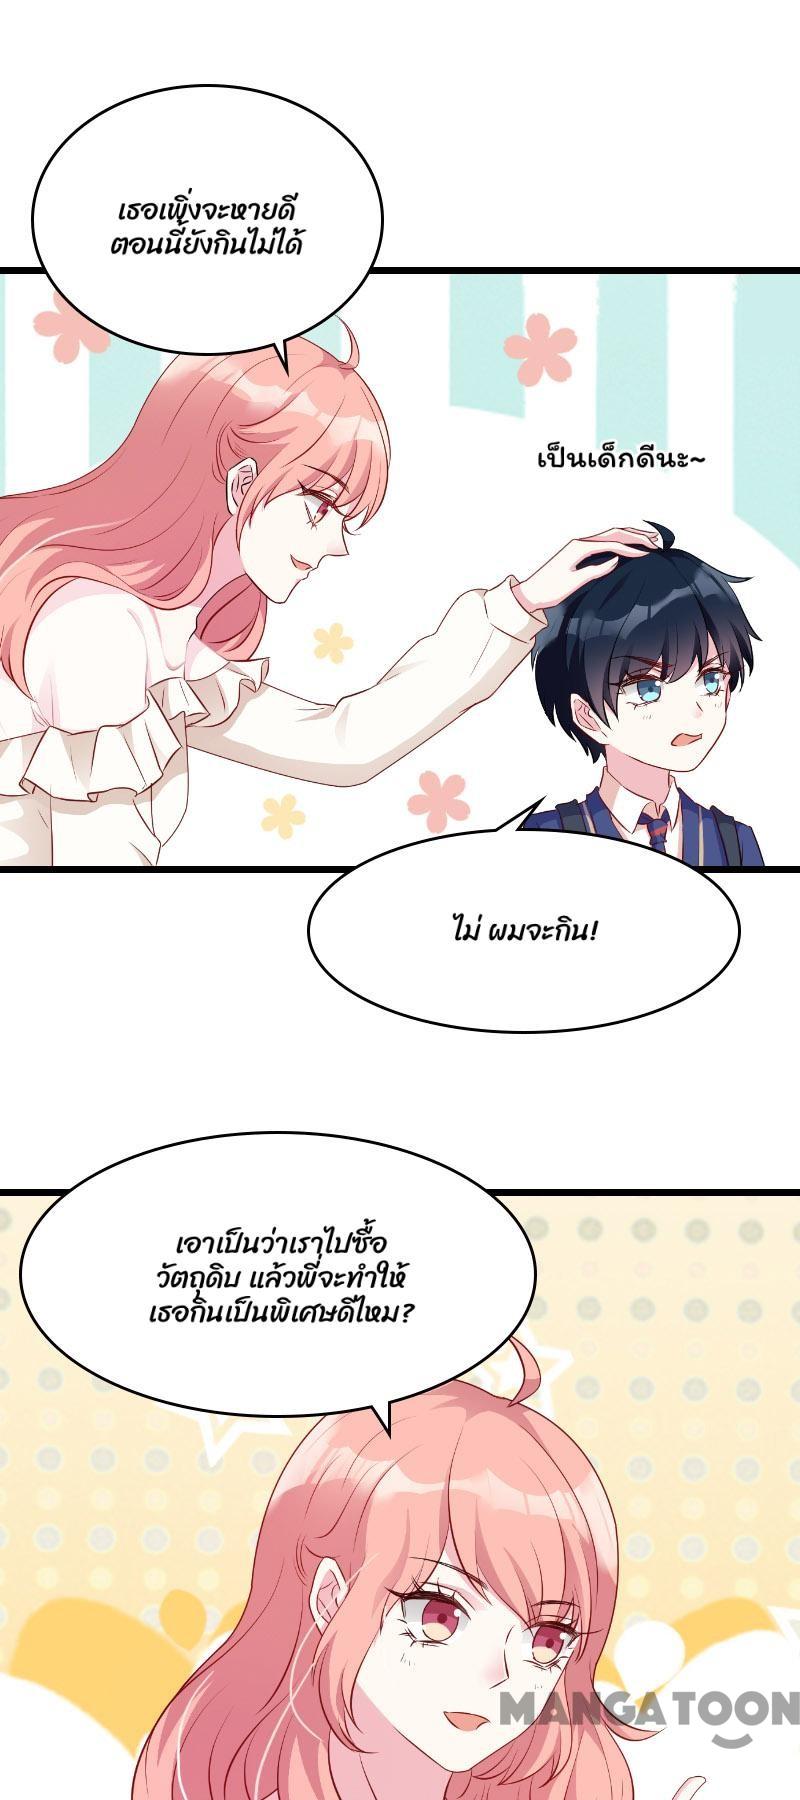 เธอเพิ่งจะหายดี
ตอนนี้ยังกินไม่ได้
เป็นเด็กดีนะ~
ไม่ ผมจะกิน!
เอาเป็นว่าเราไปซื้อ
วัตถุดิบ แล้วพี่จะทำให้
เธอกินเป็นพิเศษดีไหม?
MANGATOON